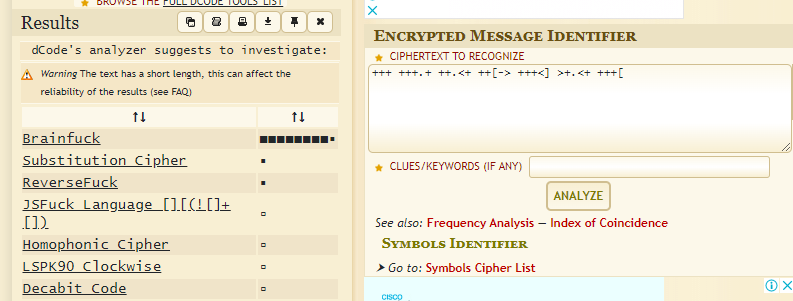 BROWSE THE FULL DCODE TOOLS' LIST
Results
dCode's analyzer suggests to investigate:
Warning The text has a short length, this can affect the
reliability of the results (see FAQ)
↑↓ ↑↓
Brainfuck ■■■■■■■■▪
Substitution Cipher ▪
ReverseFuck ▪
JSFuck Language [][(![]+
[]) ▫
Homophonic Cipher ▫
LSPK90 Clockwise ▫
Decabit Code ▫
ENCRYPTED MESSAGE IDENTIFIER
★ CIPHERTEXT TO RECOGNIZE
+++ +++.+ ++.<+ ++[-> +++<] >+.<+ +++[
★ CLUES/KEYWORDS (IF ANY)
ANALYZE
See also: Frequency Analysis — Index of Coincidence
SYMBOLS IDENTIFIER
➤ Go to: Symbols Cipher List
CISCO